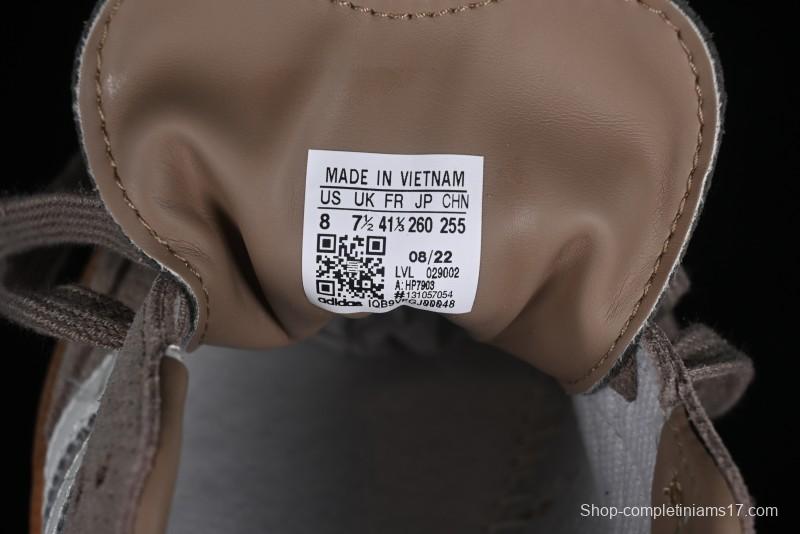 MADE IN VIETNAM
US UK FR JP CHN
8 7½ 41⅓ 260 255
08/22
LVL 029002
A: HP7903
#131057054
adidas
Shop-completiniams17.com